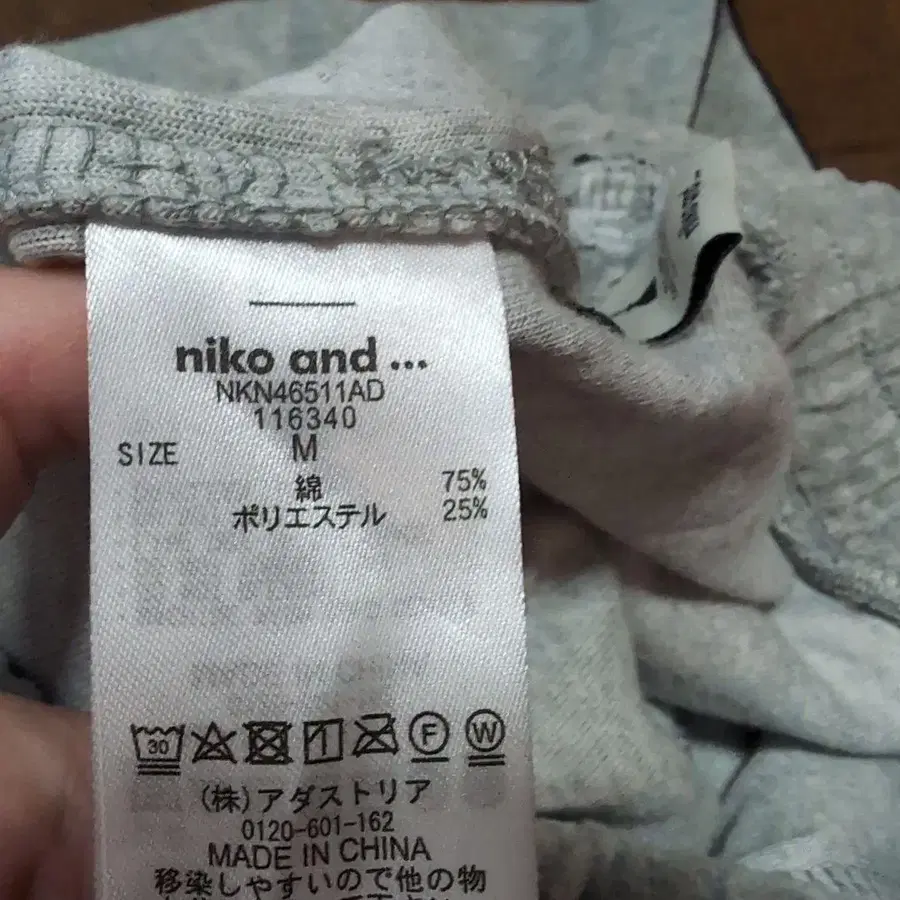 niko and ...
NKN46511AD
116340
SIZE M
綿 75%
ポリエステル 25%
30 F W
(株)アダストリア
0120-601-162
MADE IN CHINA
移染しやすいので他の物